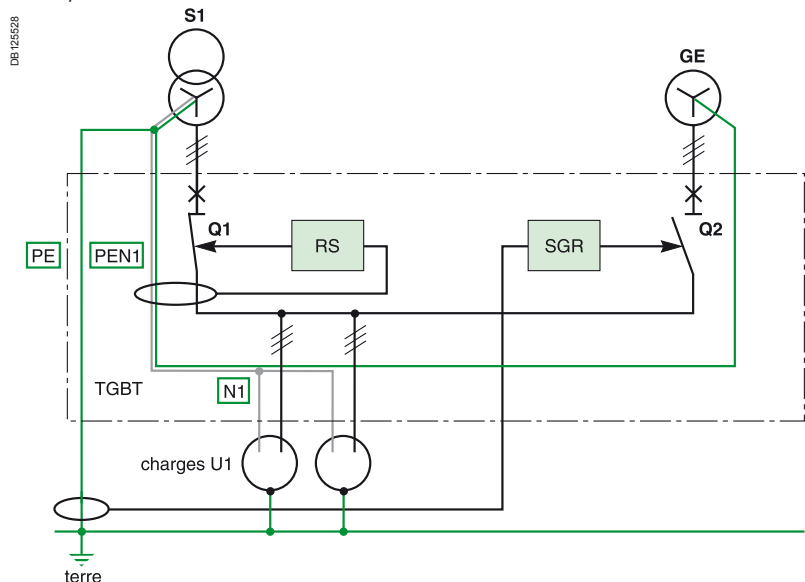 DB125528
S1
GE
Q1
RS
SGR
Q2
PE
PEN1
TGBT
N1
charges U1
terre